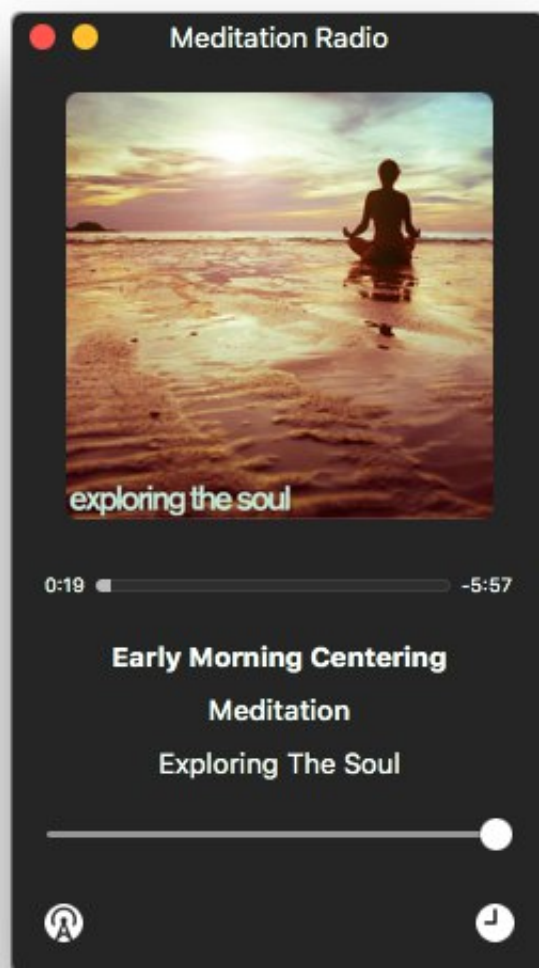 Meditation Radio
exploring the soul
0:19 -5:57
Early Morning Centering
Meditation
Exploring The Soul